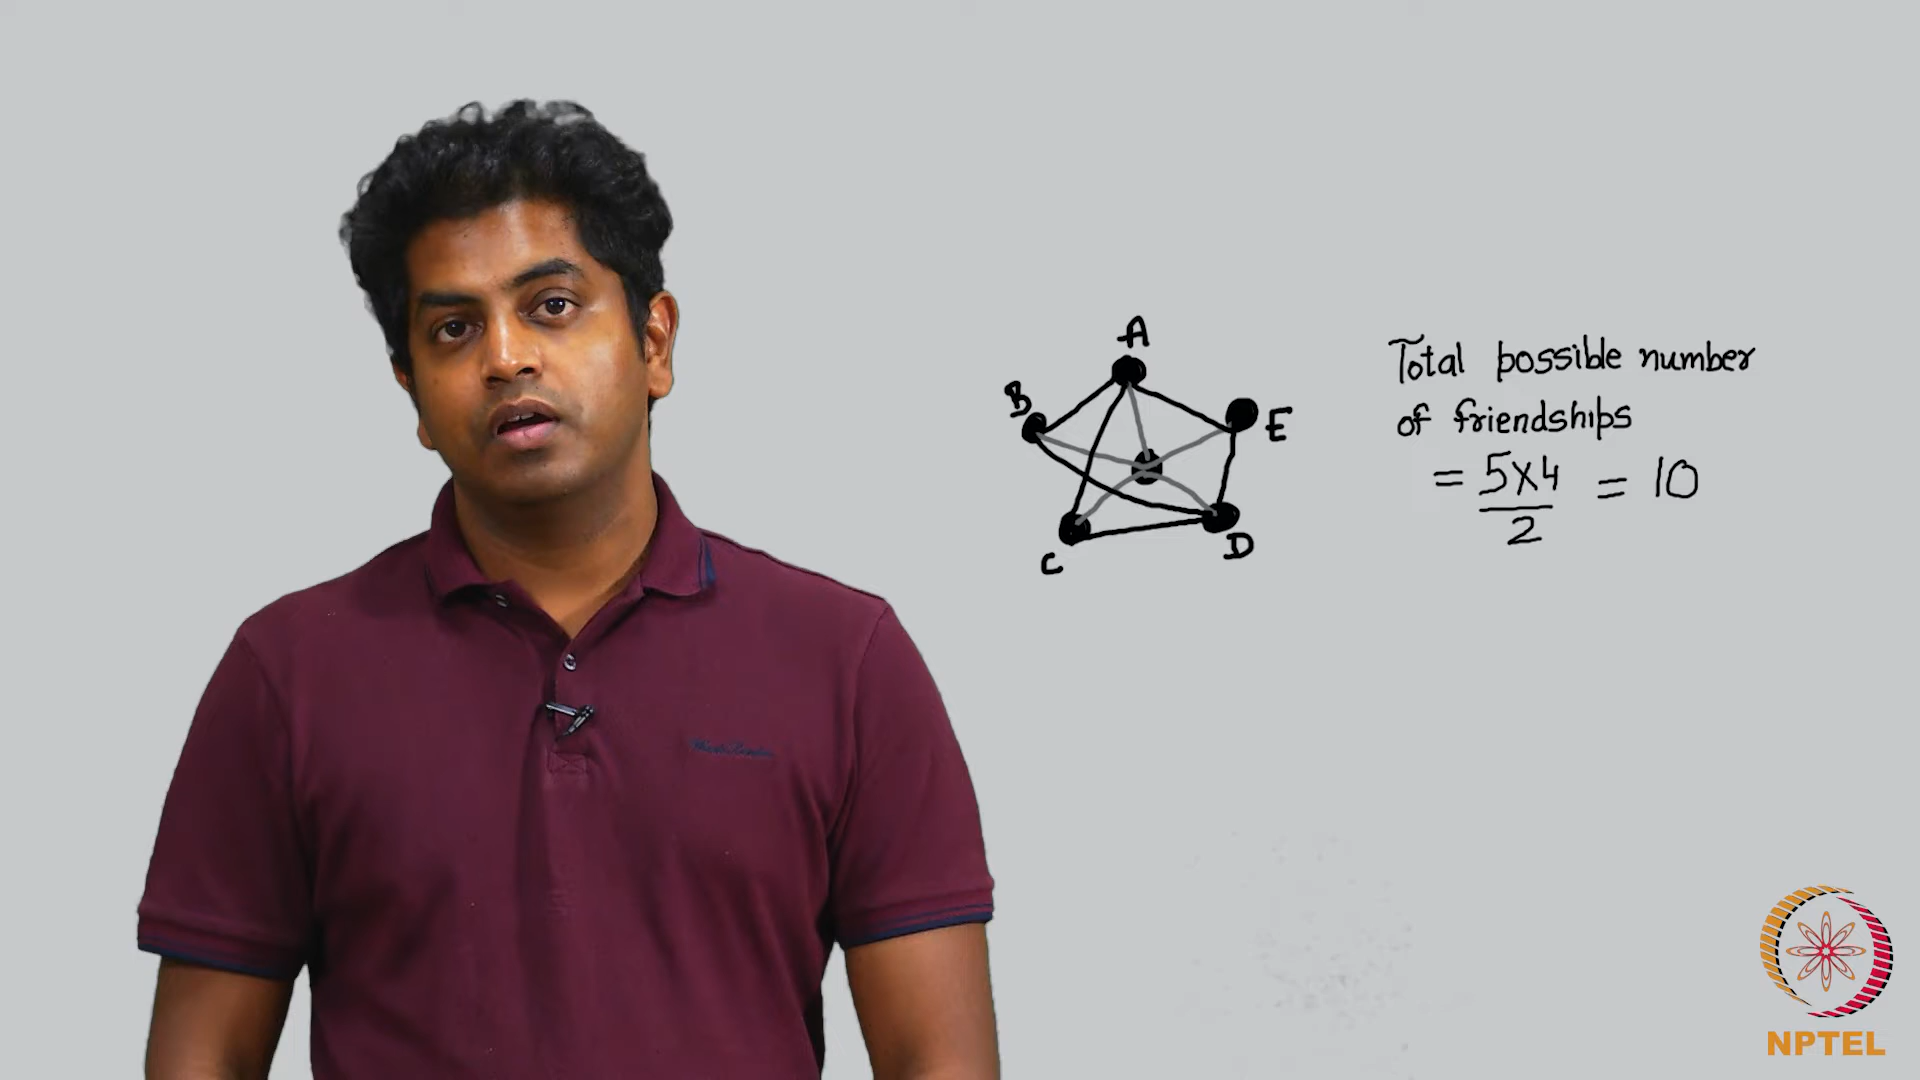 A
B
E
C
D
Total possible number
of friendships
= 5X4 = 10
2
NPTEL